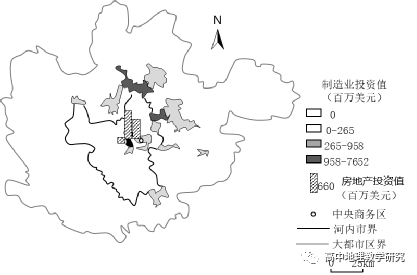 N
制造业投资值
(百万美元)
0
0-265
265-958
958-7652
660 房地产投资值
(百万美元)
中央商务区
河内市界
大都市区界
高中地理教学研究
0 25km